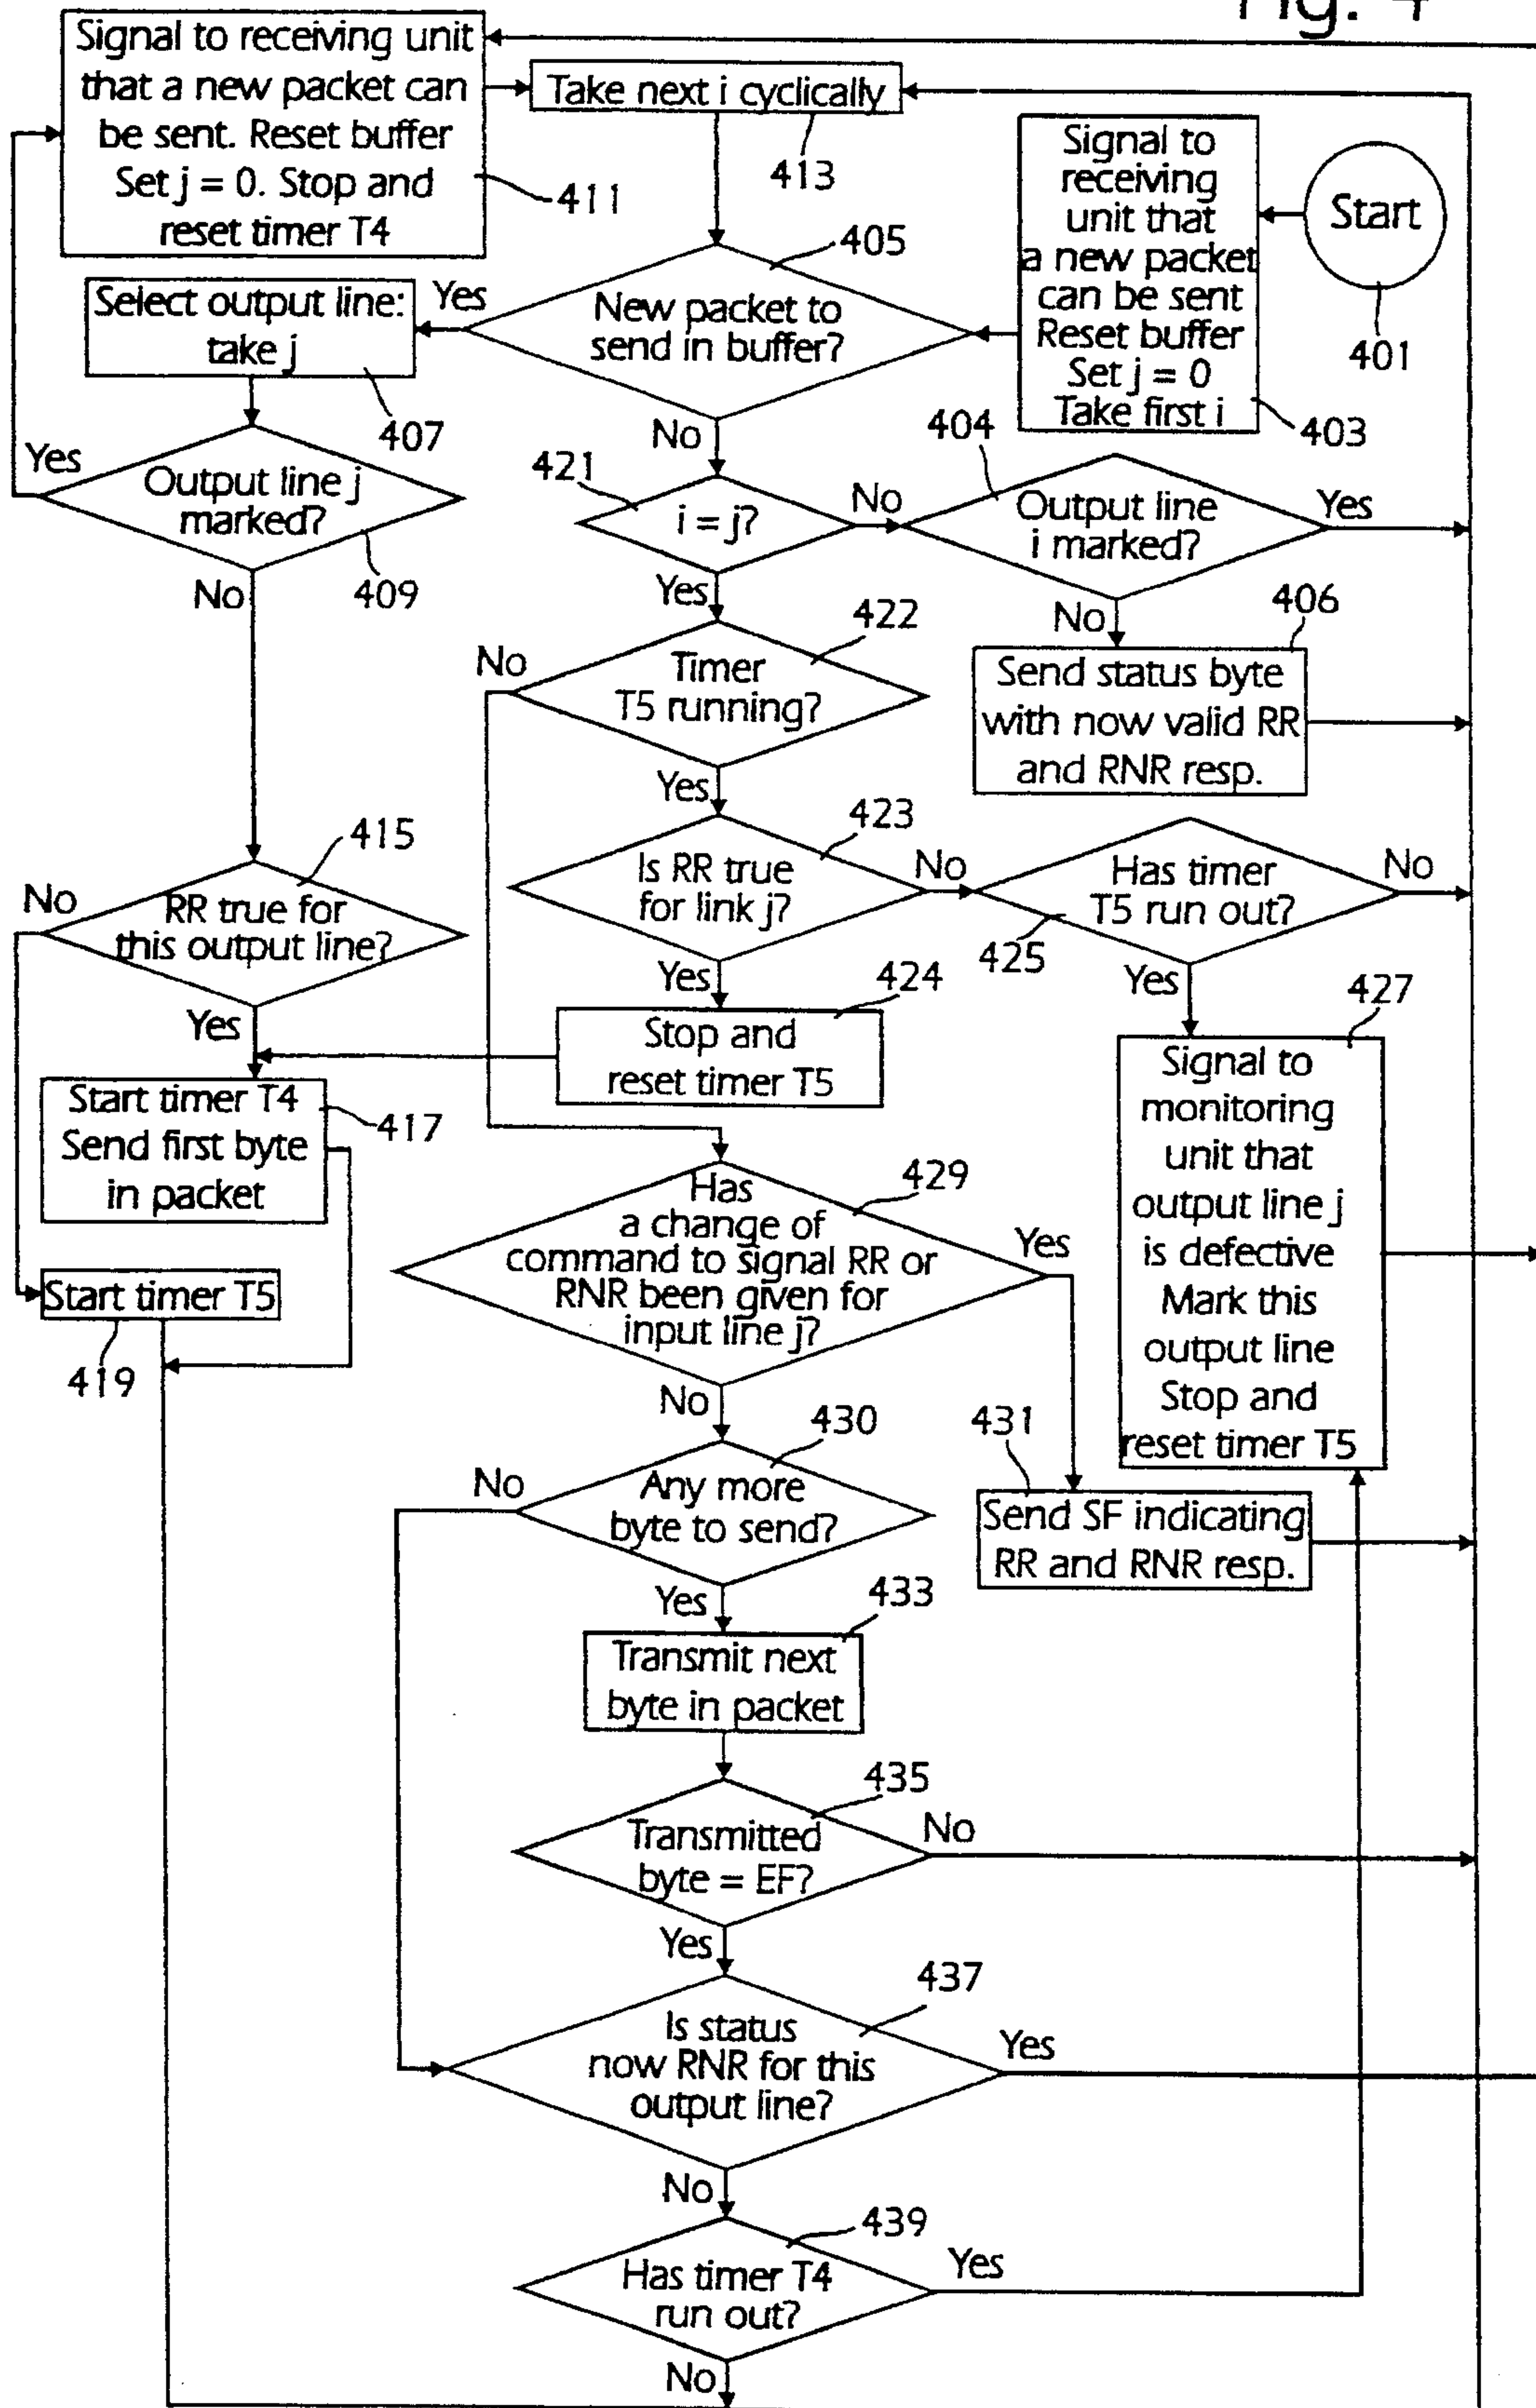 Fig. 4
Signal to receiving unit
that a new packet can
be sent. Reset buffer
Set j = 0. Stop and
reset timer T4
411
Take next i cyclically
413
Signal to
receiving
unit that
a new packet
can be sent
Reset buffer
Set j = 0
Take first i
403
Start
401
405
New packet to
send in buffer?
Yes
No
Select output line:
take j
407
Yes
Output line j
marked?
409
No
421
i = j?
No
Yes
404
Output line
i marked?
Yes
No
406
Send status byte
with now valid RR
and RNR resp.
422
No
Timer
T5 running?
Yes
415
No
RR true for
this output line?
Yes
423
Is RR true
for link j?
No
Yes
Has timer
T5 run out?
No
425
Yes
424
Stop and
reset timer T5
427
Signal to
monitoring
unit that
output line j
is defective
Mark this
output line
Stop and
reset timer T5
Start timer T4
Send first byte
in packet
417
Start timer T5
419
429
Has
a change of
command to signal RR or
RNR been given for
input line j?
Yes
No
430
No
Any more
byte to send?
Yes
431
Send SF indicating
RR and RNR resp.
433
Transmit next
byte in packet
435
Transmitted
byte = EF?
No
Yes
437
Is status
now RNR for this
output line?
Yes
No
439
Has timer T4
run out?
Yes
No